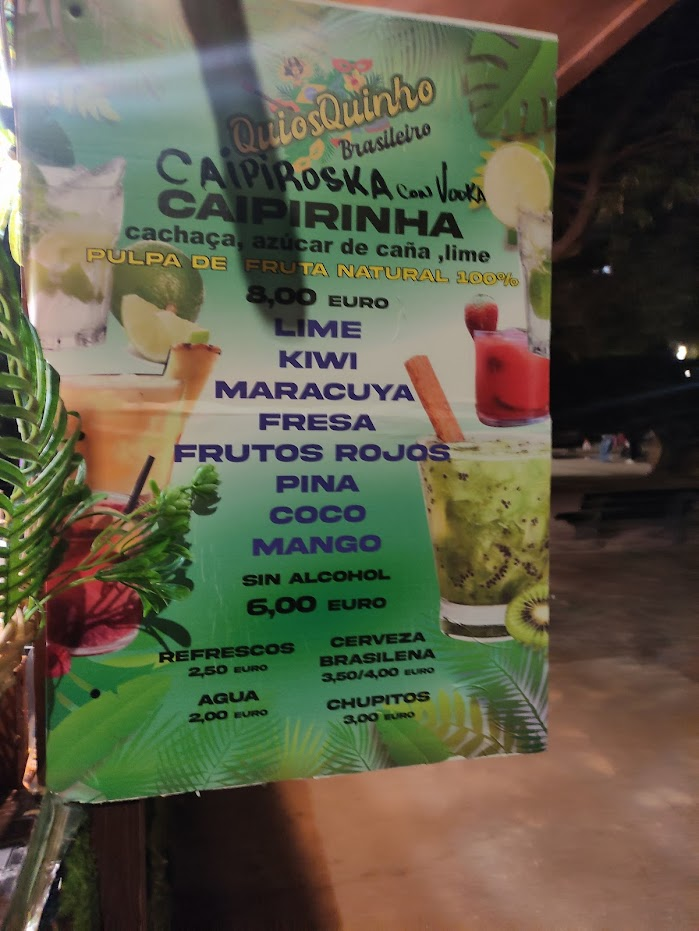 QuiosQuinho
Brasileiro
CAIPIROSKA CON VODKA
CAIPIRINHA
cachaça, azúcar de caña ,lime
PULPA DE FRUTA NATURAL 100%
8,00 EURO
LIME
KIWI
MARACUYA
FRESA
FRUTOS ROJOS
PINA
COCO
MANGO
SIN ALCOHOL
6,00 EURO
REFRESCOS
2,50 EURO
CERVEZA
BRASILENA
3,50/4,00 EURO
AGUA
2,00 EURO
CHUPITOS
3,00 EURO